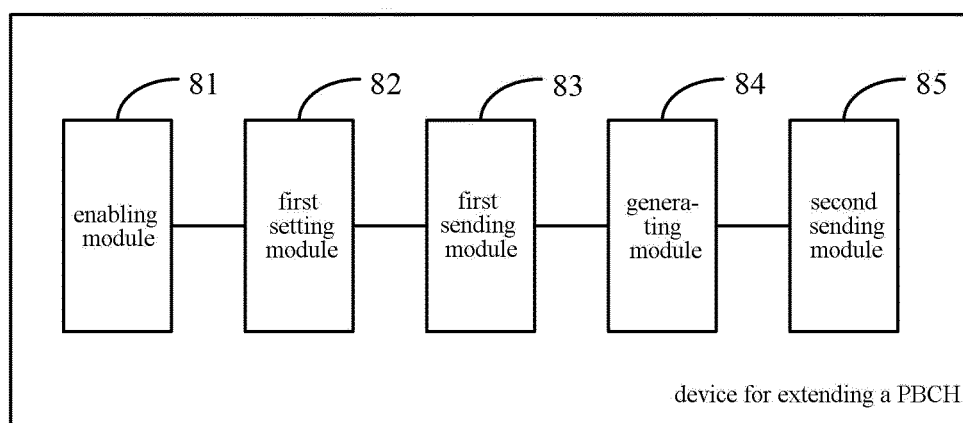 81 82 83 84 85
enabling
module
first
setting
module
first
sending
module
genera-
ting
module
second
sending
module
device for extending a PBCH